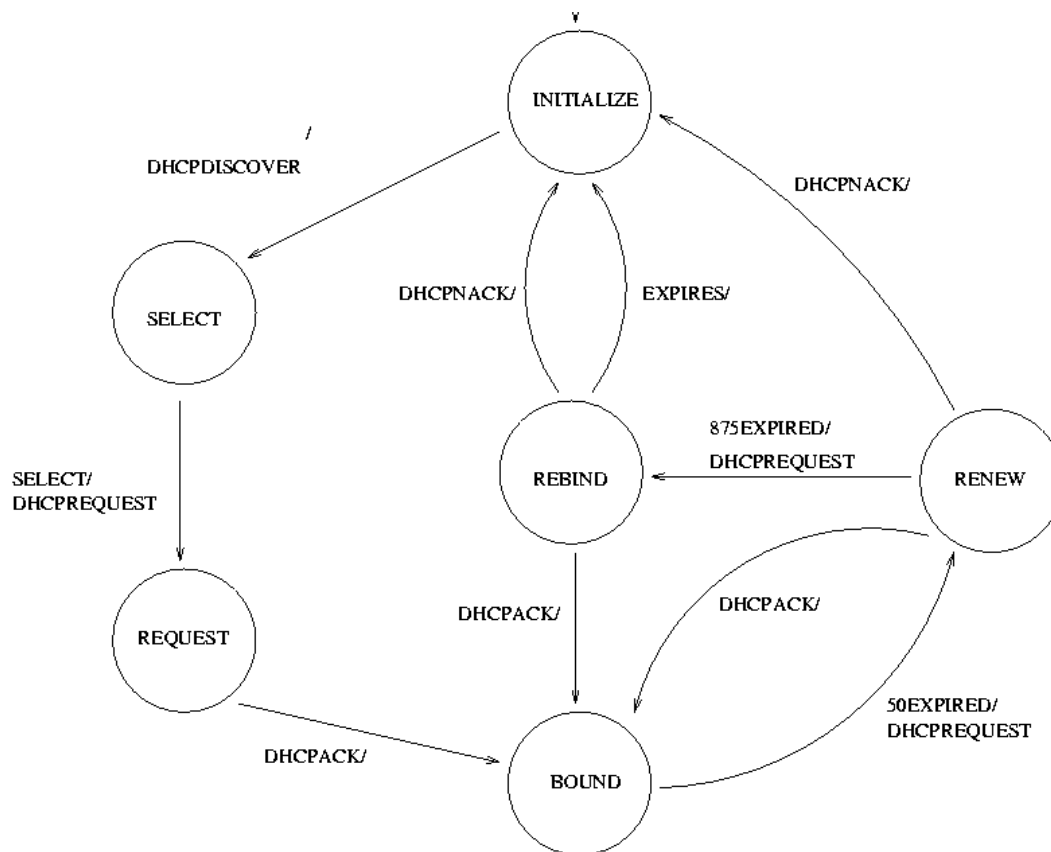 INITIALIZE
/
DHCPDISCOVER
DHCPNACK/
DHCPNACK/
EXPIRES/
SELECT
875EXPIRED/
DHCPREQUEST
SELECT/
DHCPREQUEST
REBIND
RENEW
DHCPACK/
DHCPACK/
REQUEST
50EXPIRED/
DHCPREQUEST
DHCPACK/
BOUND